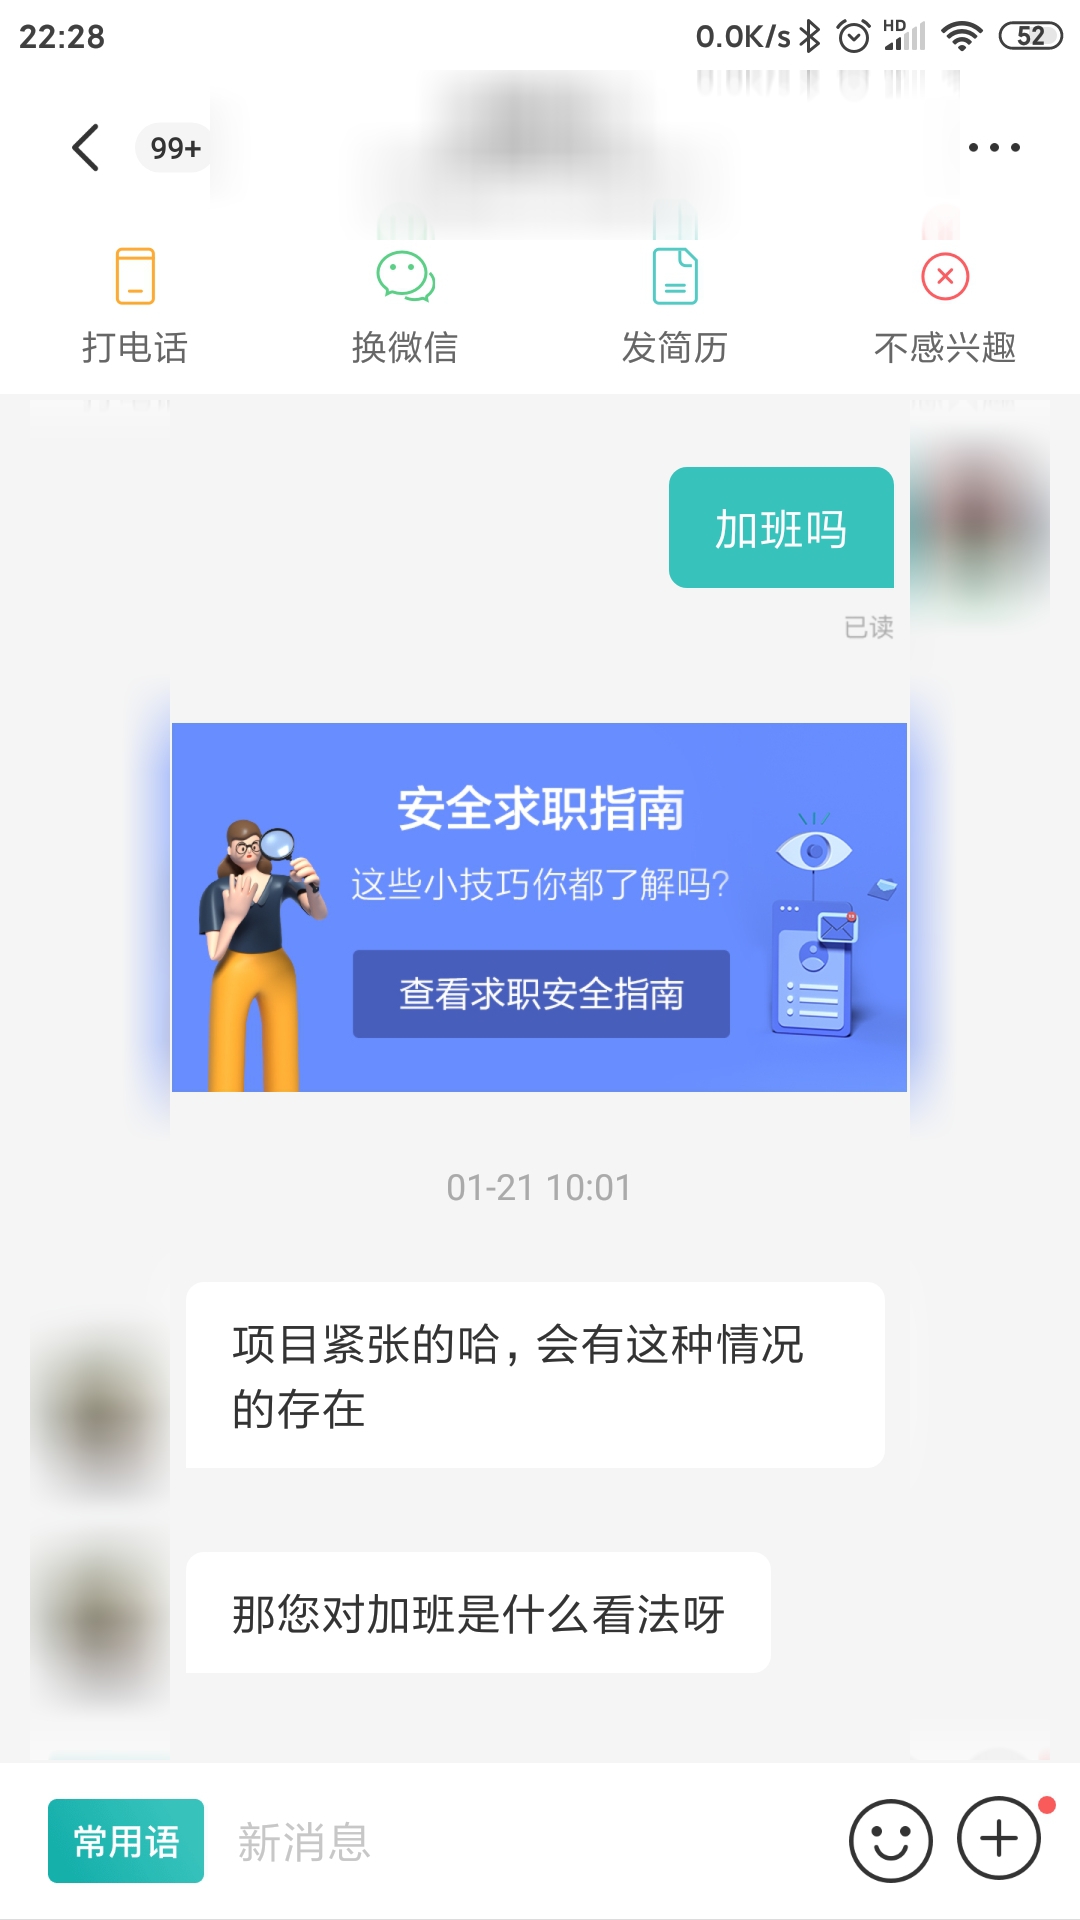 22:28
0.0K/s
HD
52
99+
打电话
换微信
发简历
不感兴趣
加班吗
已读
安全求职指南
这些小技巧你都了解吗?
查看求职安全指南
01-21 10:01
项目紧张的哈，会有这种情况
的存在
那您对加班是什么看法呀
常用语
新消息